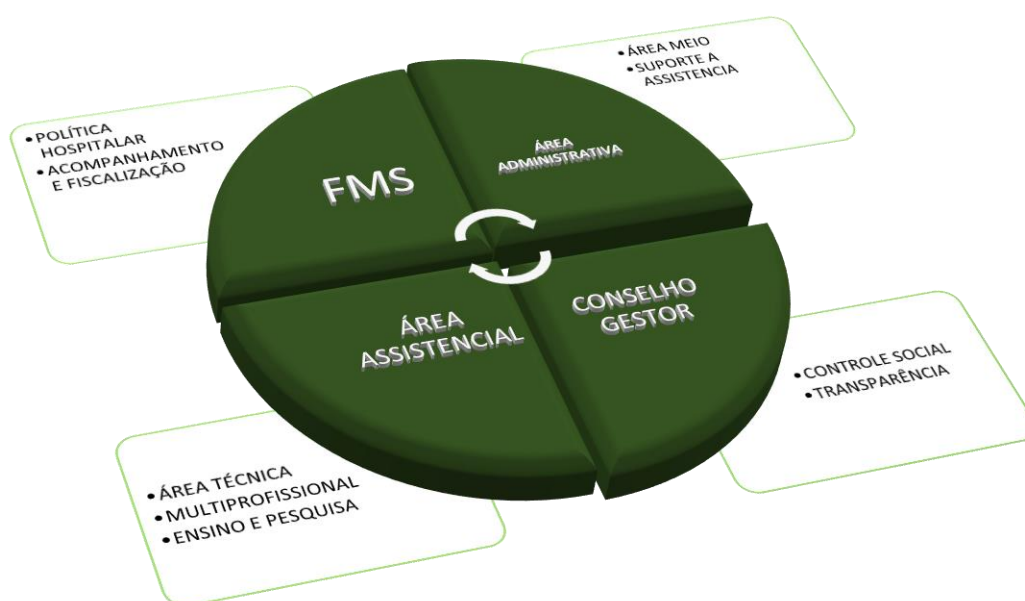 • POLÍTICA
HOSPITALAR
• ACOMPANHAMENTO
E FISCALIZAÇÃO
FMS
• ÁREA MEIO
• SUPORTE A
ASSISTENCIA
ÁREA
ADMINISTRATIVA
ÁREA
ASSISTENCIAL
• ÁREA TÉCNICA
• MULTIPROFISSIONAL
• ENSINO E PESQUISA
CONSELHO
GESTOR
• CONTROLE SOCIAL
• TRANSPARÊNCIA